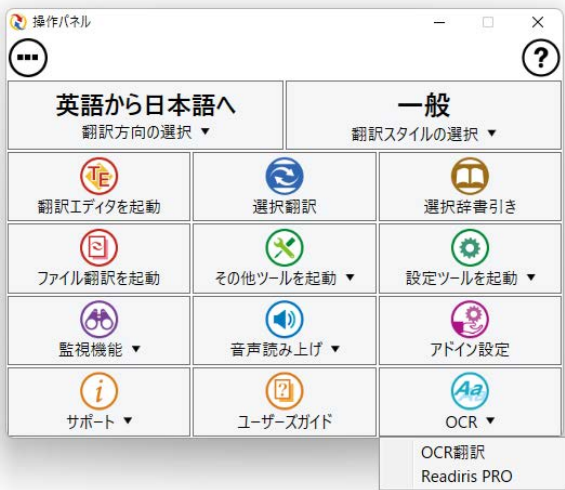 操作パネル
英語から日本語へ
翻訳方向の選択 ▼
一般
翻訳スタイルの選択 ▼
TE
翻訳エディタを起動
選択翻訳
選択辞書引き
ファイル翻訳を起動
その他ツールを起動 ▼
設定ツールを起動 ▼
監視機能 ▼
音声読み上げ ▼
アドイン設定
i
サポート ▼
?
ユーザーズガイド
Aa
OCR ▼
OCR翻訳
Readiris PRO